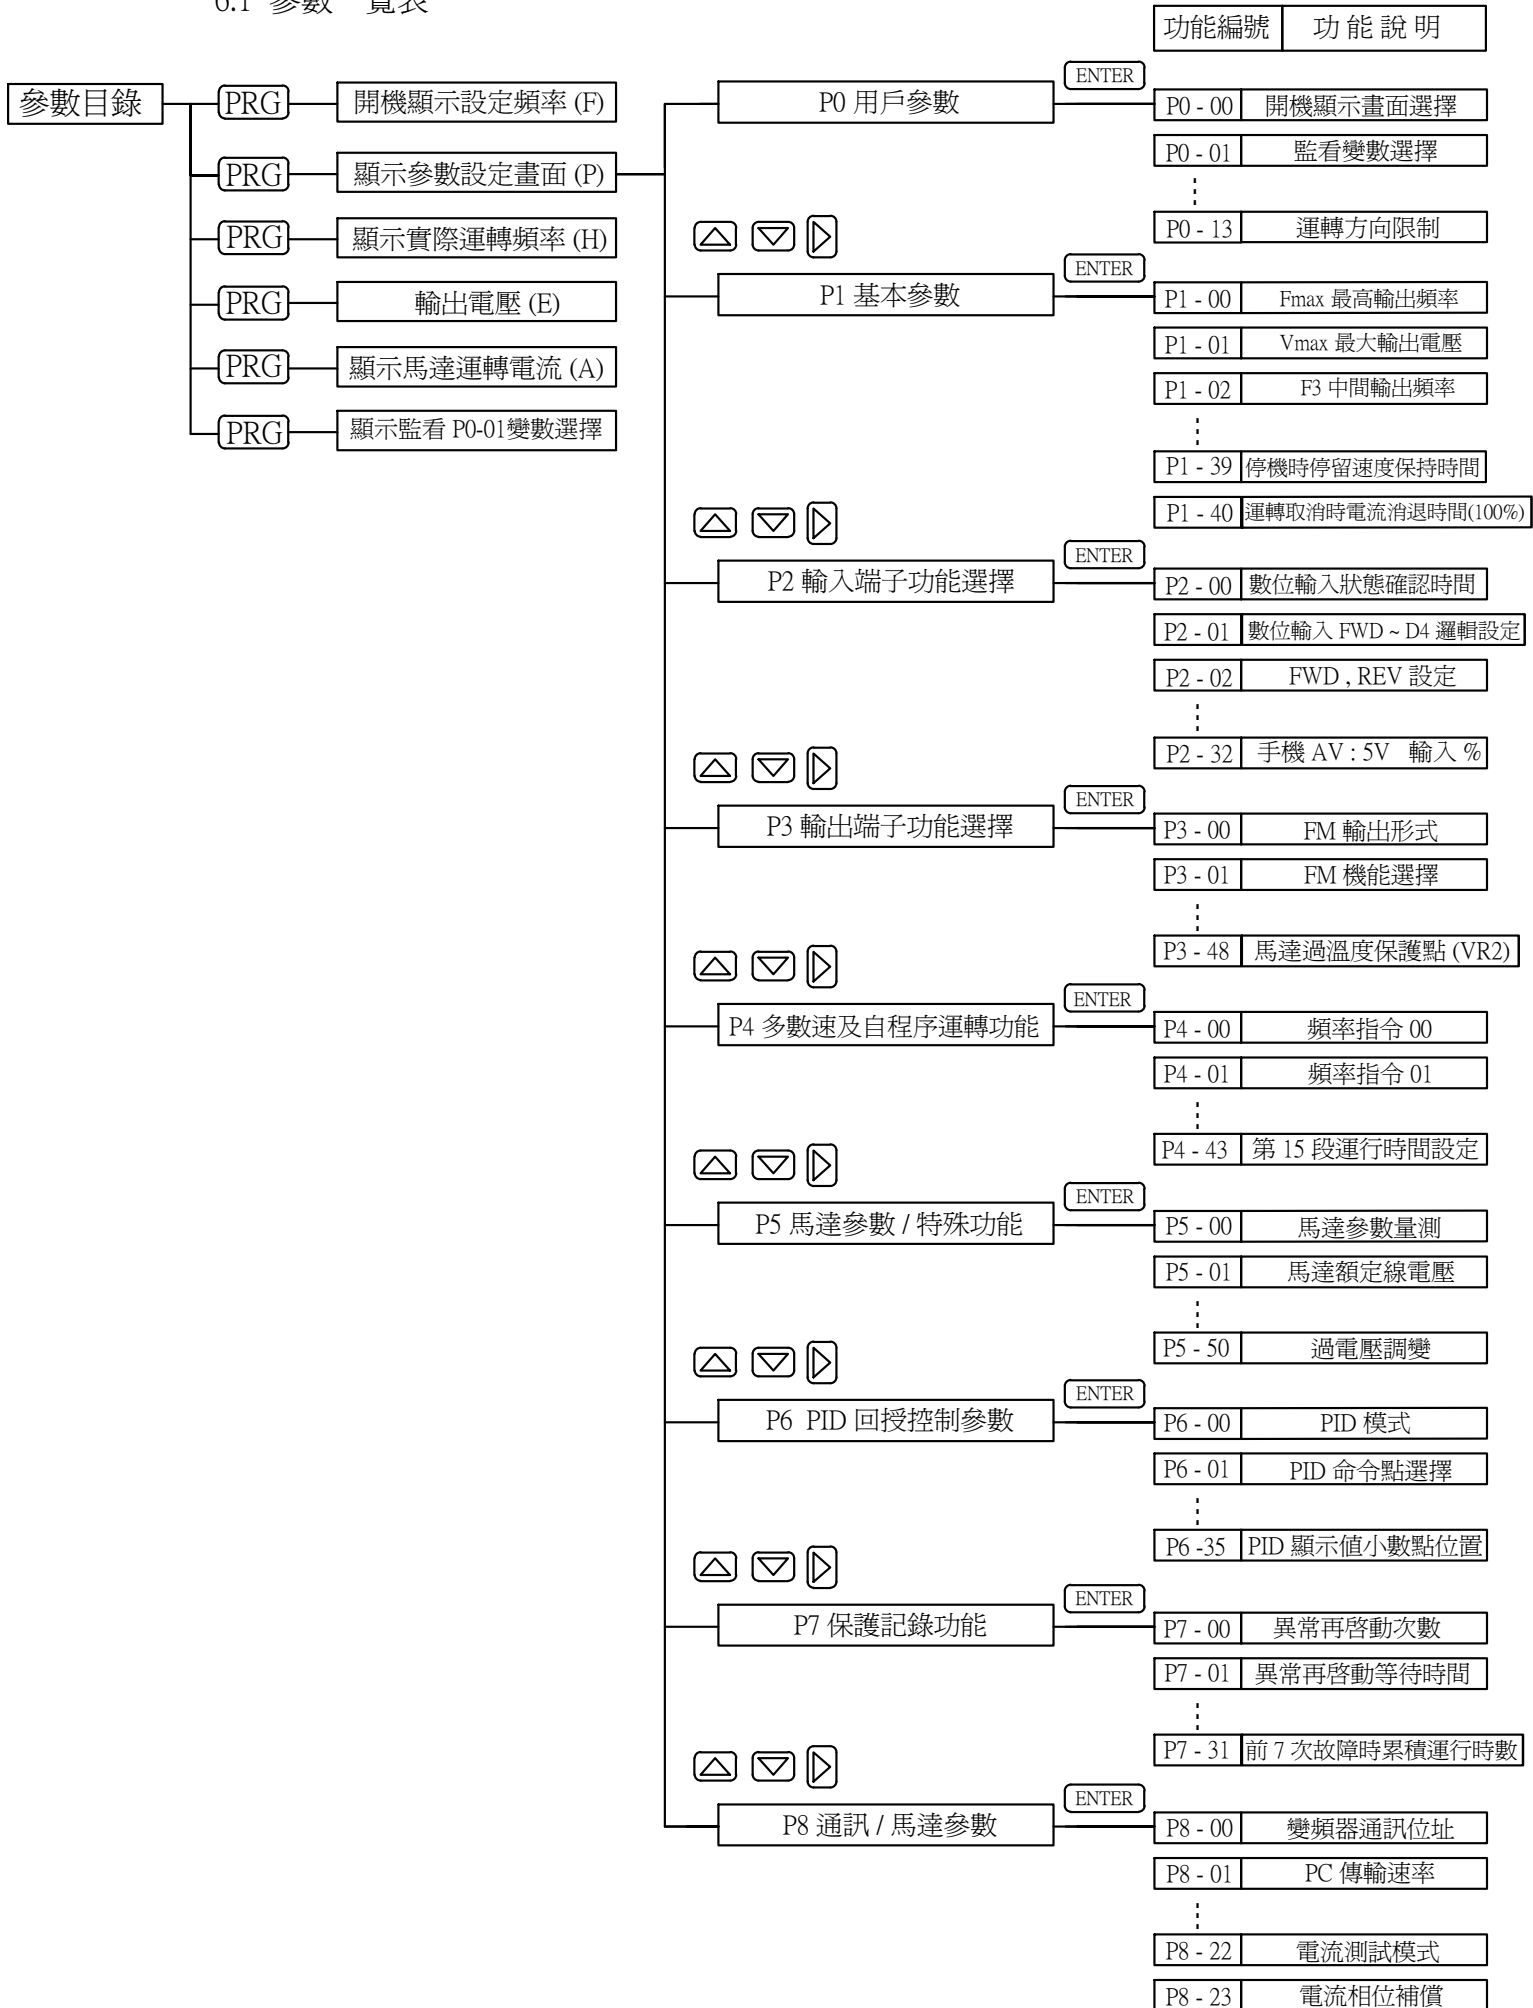 6.1 參數一覽表
功能編號 功能說明
參數目錄
PRG 開機顯示設定頻率 (F)
PRG 顯示參數設定畫面 (P)
PRG 顯示實際運轉頻率 (H)
PRG 輸出電壓 (E)
PRG 顯示馬達運轉電流 (A)
PRG 顯示監看 P0-01變數選擇
P0 用戶參數
ENTER
P0 - 00 開機顯示畫面選擇
P0 - 01 監看變數選擇
P0 - 13 運轉方向限制
P1 基本參數
ENTER
P1 - 00 Fmax 最高輸出頻率
P1 - 01 Vmax 最大輸出電壓
P1 - 02 F3 中間輸出頻率
P1 - 39 停機時停留速度保持時間
P1 - 40 運轉取消時電流消退時間(100%)
P2 輸入端子功能選擇
ENTER
P2 - 00 數位輸入狀態確認時間
P2 - 01 數位輸入 FWD ~ D4 邏輯設定
P2 - 02 FWD , REV 設定
P2 - 32 手機 AV : 5V 輸入 %
P3 輸出端子功能選擇
ENTER
P3 - 00 FM 輸出形式
P3 - 01 FM 機能選擇
P3 - 48 馬達過溫度保護點 (VR2)
P4 多數速及自程序運轉功能
ENTER
P4 - 00 頻率指令 00
P4 - 01 頻率指令 01
P4 - 43 第 15 段運行時間設定
P5 馬達參數 / 特殊功能
ENTER
P5 - 00 馬達參數量測
P5 - 01 馬達額定線電壓
P5 - 50 過電壓調變
P6 PID 回授控制參數
ENTER
P6 - 00 PID 模式
P6 - 01 PID 命令點選擇
P6 -35 PID 顯示值小數點位置
P7 保護記錄功能
ENTER
P7 - 00 異常再啓動次數
P7 - 01 異常再啓動等待時間
P7 - 31 前 7 次故障時累積運行時數
P8 通訊 / 馬達參數
ENTER
P8 - 00 變頻器通訊位址
P8 - 01 PC 傳輸速率
P8 - 22 電流測試模式
P8 - 23 電流相位補償